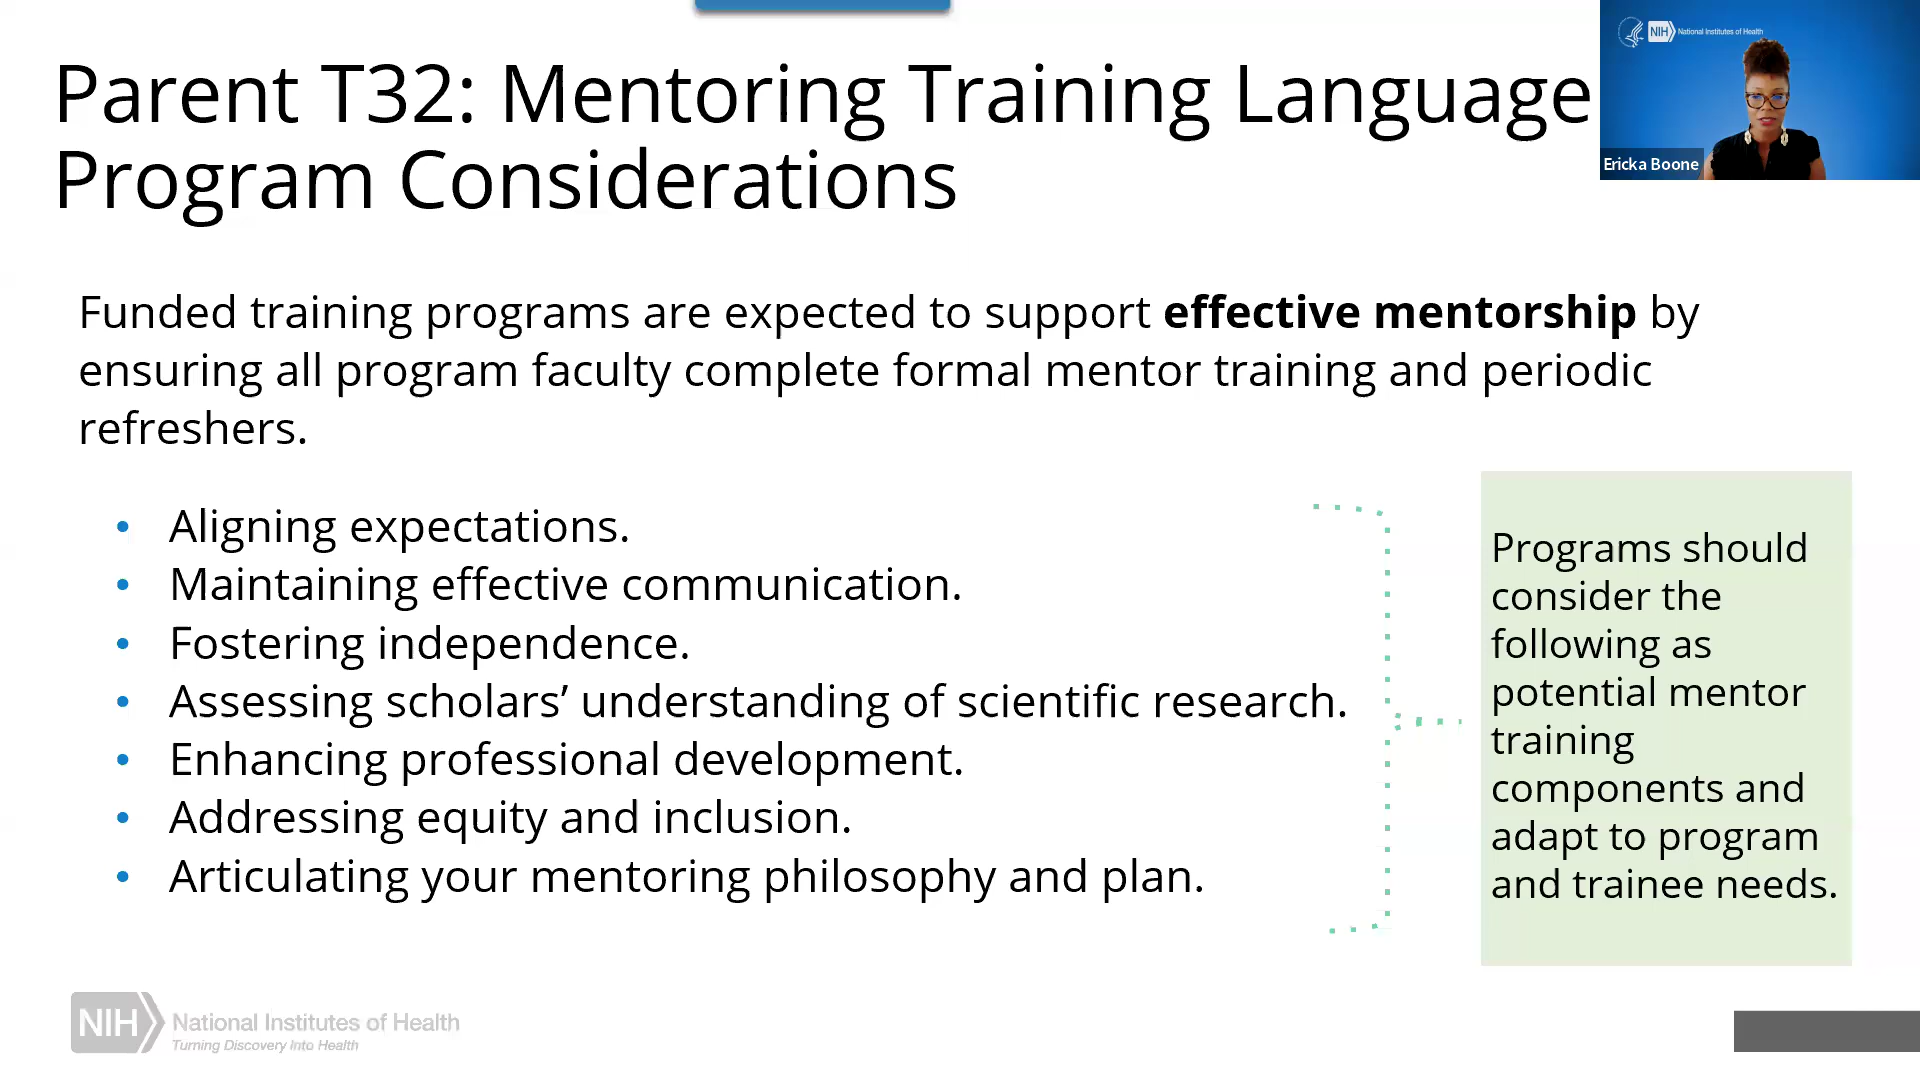 Parent T32: Mentoring Training Language
Program Considerations
NIH National Institutes of Health
Ericka Boone
Funded training programs are expected to support effective mentorship by
ensuring all program faculty complete formal mentor training and periodic
refreshers.
• Aligning expectations.
• Maintaining effective communication.
• Fostering independence.
• Assessing scholars’ understanding of scientific research.
• Enhancing professional development.
• Addressing equity and inclusion.
• Articulating your mentoring philosophy and plan.
Programs should
consider the
following as
potential mentor
training
components and
adapt to program
and trainee needs.
NIH National Institutes of Health
Turning Discovery Into Health